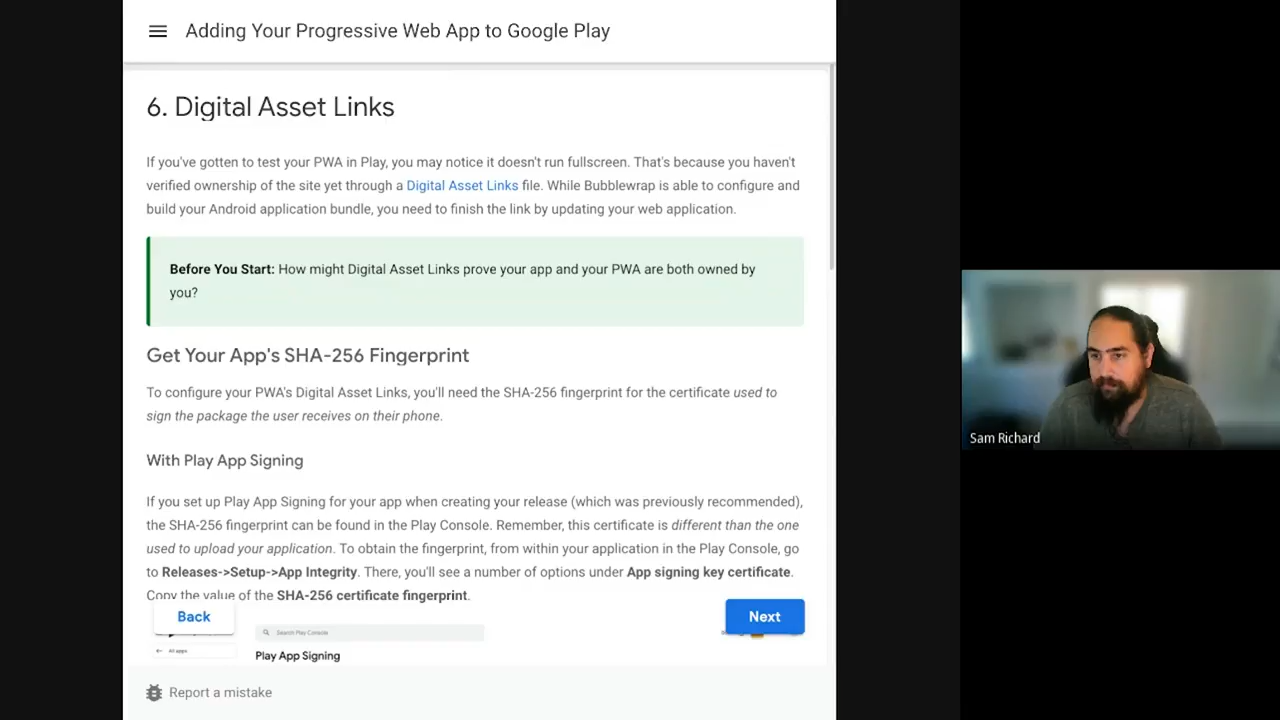 Adding Your Progressive Web App to Google Play
6. Digital Asset Links
If you've gotten to test your PWA in Play, you may notice it doesn't run fullscreen. That's because you haven't
verified ownership of the site yet through a Digital Asset Links file. While Bubblewrap is able to configure and
build your Android application bundle, you need to finish the link by updating your web application.
Before You Start: How might Digital Asset Links prove your app and your PWA are both owned by
you?
Get Your App's SHA-256 Fingerprint
To configure your PWA's Digital Asset Links, you'll need the SHA-256 fingerprint for the certificate used to
sign the package the user receives on their phone.
Sam Richard
With Play App Signing
If you set up Play App Signing for your app when creating your release (which was previously recommended),
the SHA-256 fingerprint can be found in the Play Console. Remember, this certificate is different than the one
used to upload your application. To obtain the fingerprint, from within your application in the Play Console, go
to Releases->Setup->App Integrity. There, you'll see a number of options under App signing key certificate.
Copy the value of the SHA-256 certificate fingerprint.
Back
Next
Search Play Console
All apps
Play App Signing
Report a mistake